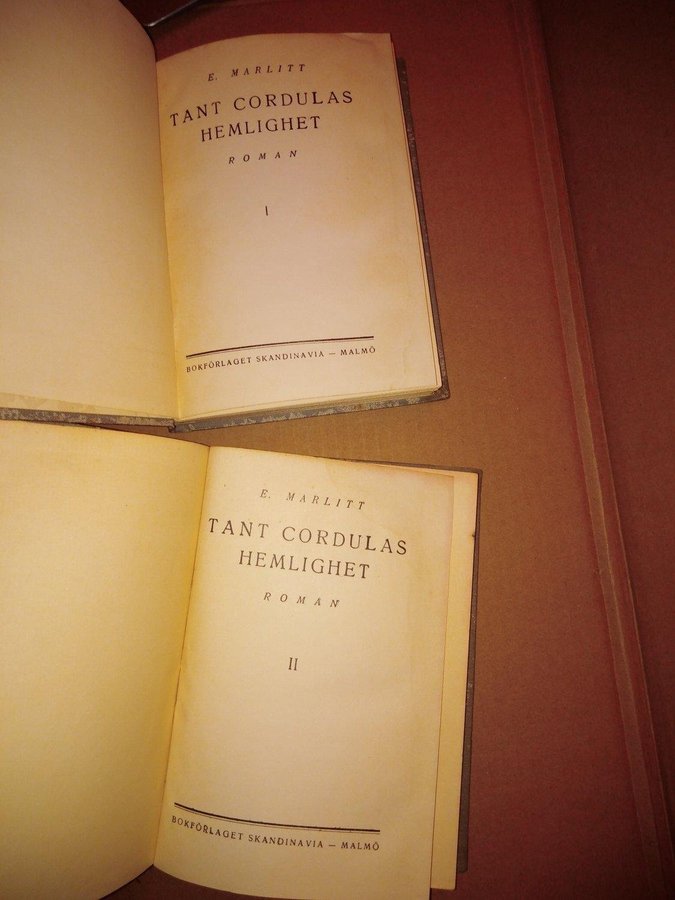 E. MARLITT
TANT CORDULAS
HEMLIGHET
ROMAN
I
BOKFÖRLAGET SKANDINAVIA — MALMÖ
E. MARLITT
TANT CORDULAS
HEMLIGHET
ROMAN
II
BOKFÖRLAGET SKANDINAVIA — MALMÖ